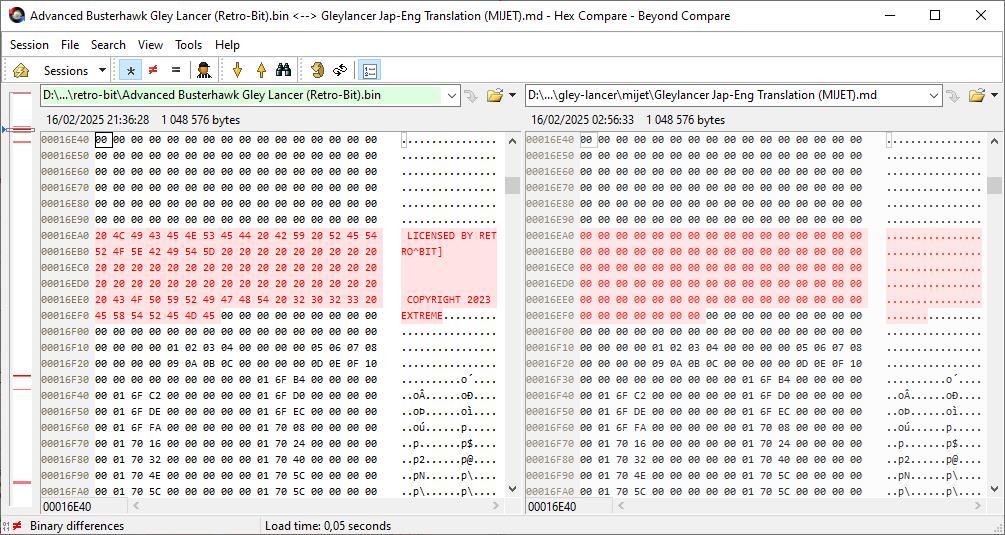 Advanced Busterhawk Gley Lancer (Retro-Bit).bin <--> Gleylancer Jap-Eng Translation (MIJET).md - Hex Compare - Beyond Compare
Session File Search View Tools Help
Sessions * ≠ =
D:\...\retro-bit\Advanced Busterhawk Gley Lancer (Retro-Bit).bin
D:\...\gley-lancer\mijet\Gleylancer Jap-Eng Translation (MIJET).md
16/02/2025 21:36:28 1 048 576 bytes
16/02/2025 02:56:33 1 048 576 bytes
00016E40 00 00 00 00 00 00 00 00 00 00 00 00 00 00 00 00 ................
00016E50 00 00 00 00 00 00 00 00 00 00 00 00 00 00 00 00 ................
00016E60 00 00 00 00 00 00 00 00 00 00 00 00 00 00 00 00 ................
00016E70 00 00 00 00 00 00 00 00 00 00 00 00 00 00 00 00 ................
00016E80 00 00 00 00 00 00 00 00 00 00 00 00 00 00 00 00 ................
00016E90 00 00 00 00 00 00 00 00 00 00 00 00 00 00 00 00 ................
00016EA0 20 4C 49 43 45 4E 53 45 44 20 42 59 20 52 45 54  LICENSED BY RET
00016EB0 52 4F 5E 42 49 54 5D 20 20 20 20 20 20 20 20 20 RO^BIT]
00016EC0 20 20 20 20 20 20 20 20 20 20 20 20 20 20 20 20
00016ED0 20 20 20 20 20 20 20 20 20 20 20 20 20 20 20 20
00016EE0 20 43 4F 50 59 52 49 47 48 54 20 32 30 32 33 20  COPYRIGHT 2023
00016EF0 45 58 54 52 45 4D 45 00 00 00 00 00 00 00 00 00 EXTREME.........
00016F00 00 00 00 00 00 00 00 00 00 00 00 00 00 00 00 00 ................
00016F10 00 00 00 00 01 02 03 04 00 00 00 00 05 06 07 08 ................
00016F20 00 00 00 00 09 0A 0B 0C 00 00 00 00 0D 0E 0F 10 ................
00016F30 00 00 00 00 00 00 00 00 00 01 6F B4 00 00 00 00 ..........o´....
00016F40 00 01 6F C2 00 00 00 00 00 01 6F D0 00 00 00 00 ..oÂ......oÐ....
00016F50 00 01 6F DE 00 00 00 00 00 01 6F EC 00 00 00 00 ..oÞ......oì....
00016F60 00 01 6F FA 00 00 00 00 00 01 70 08 00 00 00 00 ..oú......p.....
00016F70 00 01 70 16 00 00 00 00 00 01 70 24 00 00 00 00 ..p.......p$....
00016F80 00 01 70 32 00 00 00 00 00 01 70 40 00 00 00 00 ..p2......p@....
00016F90 00 01 70 4E 00 00 00 00 00 01 70 5C 00 00 00 00 ..pN......p\....
00016FA0 00 01 70 5C 00 00 00 00 00 01 70 5C 00 00 00 00 ..p\......p\....
00016E40
00016E40 00 00 00 00 00 00 00 00 00 00 00 00 00 00 00 00 ................
00016E50 00 00 00 00 00 00 00 00 00 00 00 00 00 00 00 00 ................
00016E60 00 00 00 00 00 00 00 00 00 00 00 00 00 00 00 00 ................
00016E70 00 00 00 00 00 00 00 00 00 00 00 00 00 00 00 00 ................
00016E80 00 00 00 00 00 00 00 00 00 00 00 00 00 00 00 00 ................
00016E90 00 00 00 00 00 00 00 00 00 00 00 00 00 00 00 00 ................
00016EA0 00 00 00 00 00 00 00 00 00 00 00 00 00 00 00 00 ................
00016EB0 00 00 00 00 00 00 00 00 00 00 00 00 00 00 00 00 ................
00016EC0 00 00 00 00 00 00 00 00 00 00 00 00 00 00 00 00 ................
00016ED0 00 00 00 00 00 00 00 00 00 00 00 00 00 00 00 00 ................
00016EE0 00 00 00 00 00 00 00 00 00 00 00 00 00 00 00 00 ................
00016EF0 00 00 00 00 00 00 00 00 00 00 00 00 00 00 00 00 ................
00016F00 00 00 00 00 00 00 00 00 00 00 00 00 00 00 00 00 ................
00016F10 00 00 00 00 01 02 03 04 00 00 00 00 05 06 07 08 ................
00016F20 00 00 00 00 09 0A 0B 0C 00 00 00 00 0D 0E 0F 10 ................
00016F30 00 00 00 00 00 00 00 00 00 01 6F B4 00 00 00 00 ..........o´....
00016F40 00 01 6F C2 00 00 00 00 00 01 6F D0 00 00 00 00 ..oÂ......oÐ....
00016F50 00 01 6F DE 00 00 00 00 00 01 6F EC 00 00 00 00 ..oÞ......oì....
00016F60 00 01 6F FA 00 00 00 00 00 01 70 08 00 00 00 00 ..oú......p.....
00016F70 00 01 70 16 00 00 00 00 00 01 70 24 00 00 00 00 ..p.......p$....
00016F80 00 01 70 32 00 00 00 00 00 01 70 40 00 00 00 00 ..p2......p@....
00016F90 00 01 70 4E 00 00 00 00 00 01 70 5C 00 00 00 00 ..pN......p\....
00016FA0 00 01 70 5C 00 00 00 00 00 01 70 5C 00 00 00 00 ..p\......p\....
00016E40
≠ Binary differences
Load time: 0,05 seconds